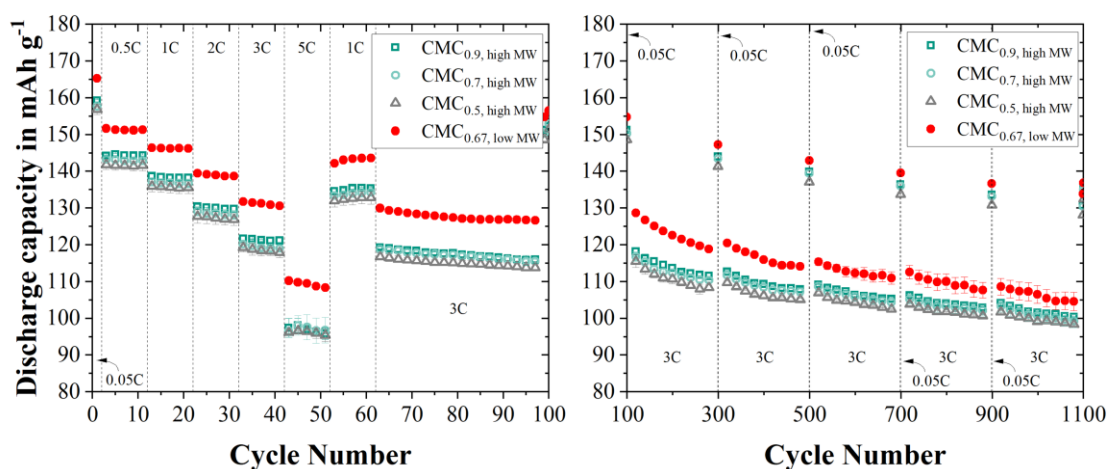 Discharge capacity in mAh g-1
180
170
160
150
140
130
120
110
100
90
80
0.5C 1C 2C 3C 5C 1C
CMC0.9, high MW
CMC0.7, high MW
CMC0.5, high MW
CMC0.67, low MW
3C
0.05C
0 10 20 30 40 50 60 70 80 90 100
Cycle Number
180
170
160
150
140
130
120
110
100
90
80
0.05C 0.05C 0.05C
CMC0.9, high MW
CMC0.7, high MW
CMC0.5, high MW
CMC0.67, low MW
3C 3C 3C 3C 3C
0.05C 0.05C
100 300 500 700 900 1100
Cycle Number